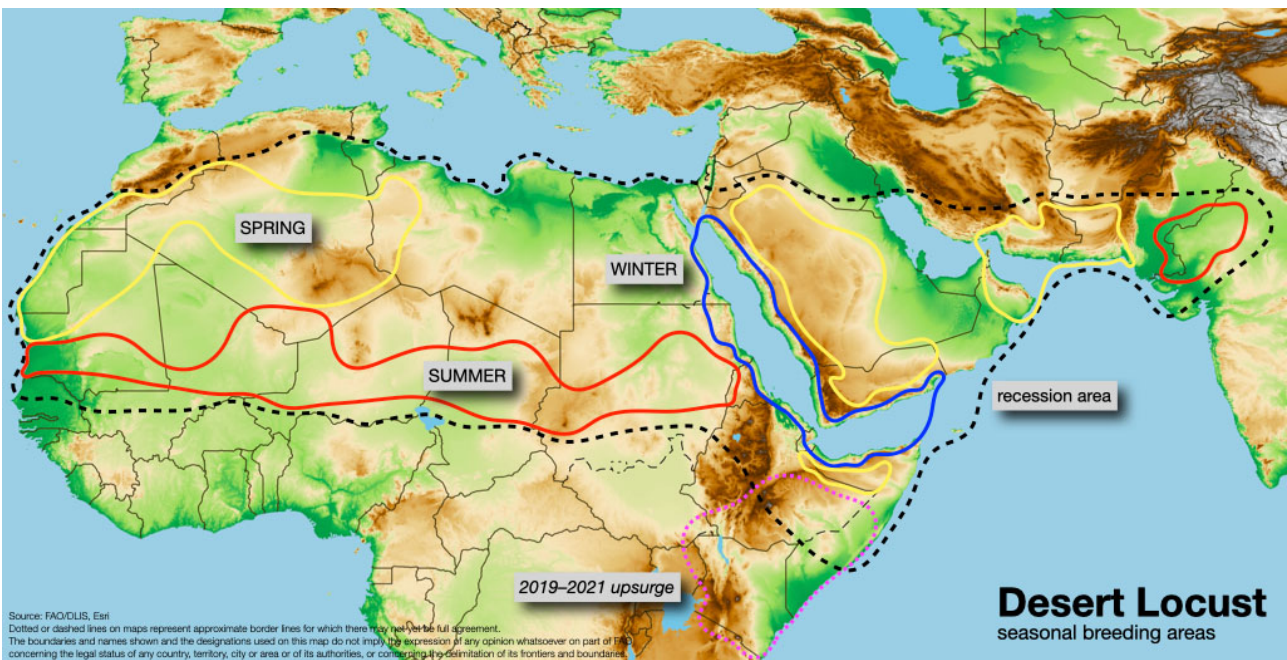 SPRING
WINTER
SUMMER
recession area
2019–2021 upsurge
Desert Locust
seasonal breeding areas
Source: FAO/DLIS, Esri
Dotted or dashed lines on maps represent approximate border lines for which there may not yet be full agreement.
The boundaries and names shown and the designations used on this map do not imply the expression of any opinion whatsoever on part of FAO
concerning the legal status of any country, territory, city or area or of its authorities, or concerning the delimitation of its frontiers and boundaries.